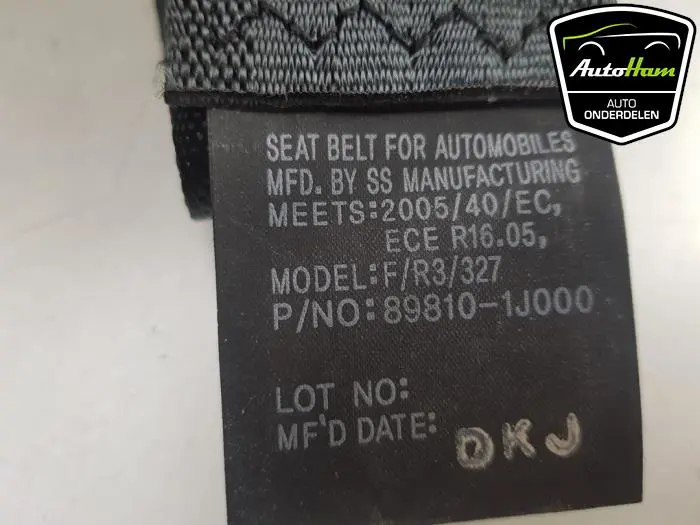 AutoHam
AUTO
ONDERDELEN
SEAT BELT FOR AUTOMOBILES
MFD. BY SS MANUFACTURING
MEETS:2005/40/EC,
ECE R16.05,
MODEL:F/R3/327
P/NO:89810-1J000
LOT NO:
MF'D DATE: DKJ